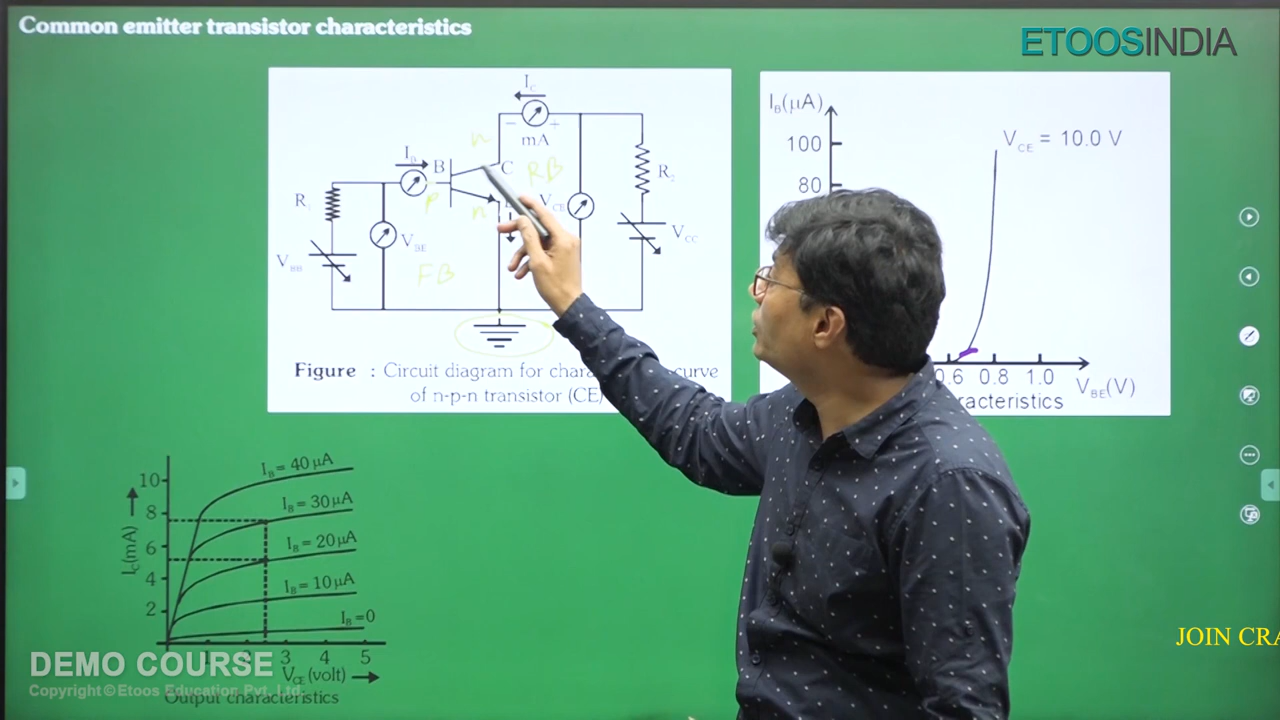 Common emitter transistor characteristics
ETOOSINDIA
I_C
− +
mA
n
I_B
B
C
RB
R_2
R_1
P
n
V_CE
V_BE
V_CC
V_BB
FB
Figure : Circuit diagram for
curve
of n-p-n transistor (CE)
I_B(μA)
100
80
V_CE = 10.0 V
0.6 0.8 1.0
V_BE(V)
I_C(mA)
10
8
6
4
2
I_B = 40 μA
I_B = 30 μA
I_B = 20 μA
I_B = 10 μA
I_B = 0
1 2 3 4 5
V_CE (volt)
Output characteristics
DEMO COURSE
Copyright © Etoos Education Pvt. Ltd.
JOIN